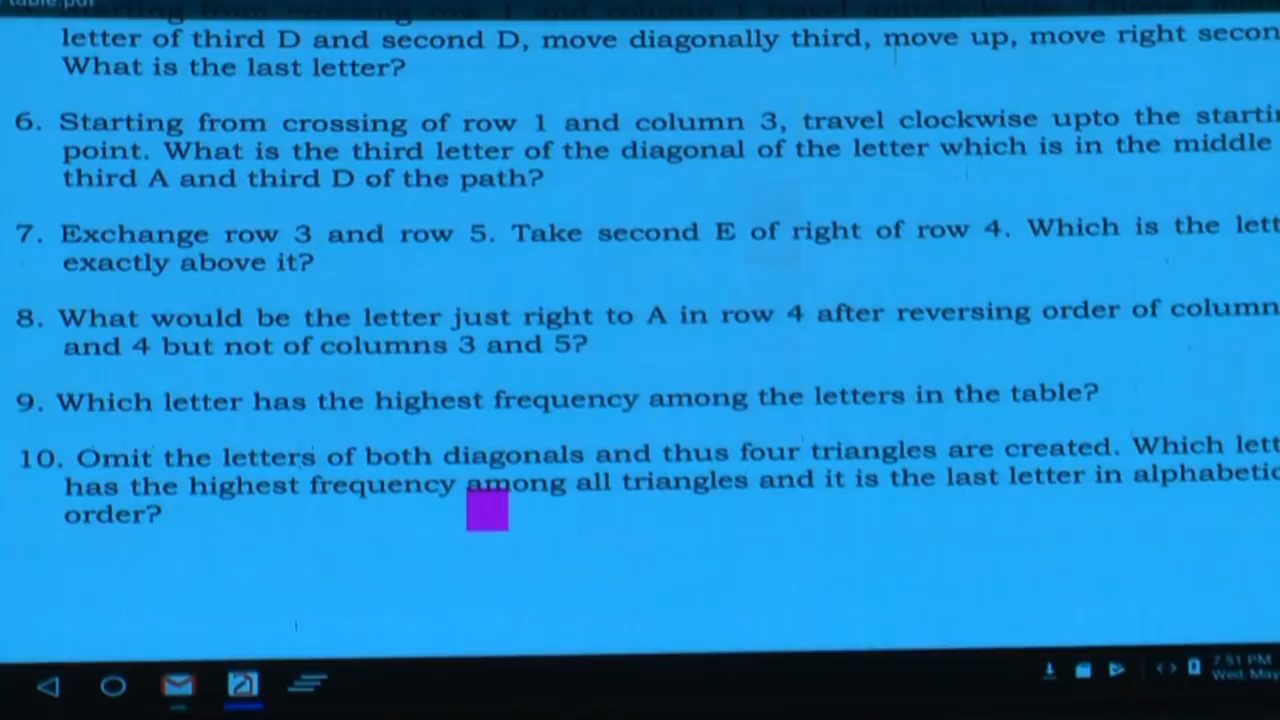 table.pdf
letter of third D and second D, move diagonally third, move up, move right secon
What is the last letter?
6. Starting from crossing of row 1 and column 3, travel clockwise upto the starti
point. What is the third letter of the diagonal of the letter which is in the middle
third A and third D of the path?
7. Exchange row 3 and row 5. Take second E of right of row 4. Which is the lett
exactly above it?
8. What would be the letter just right to A in row 4 after reversing order of column
and 4 but not of columns 3 and 5?
9. Which letter has the highest frequency among the letters in the table?
10. Omit the letters of both diagonals and thus four triangles are created. Which lett
has the highest frequency among all triangles and it is the last letter in alphabetic
order?
7:51 PM
Wed, May